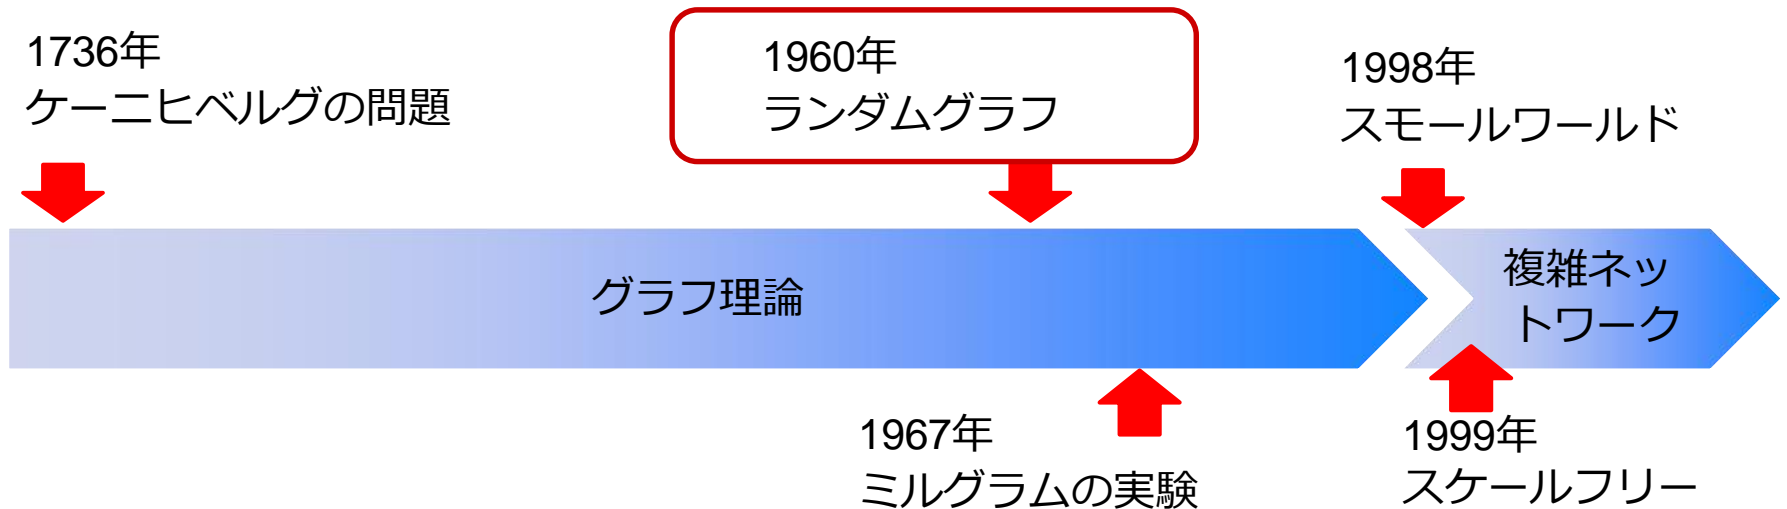 1736年
ケーニヒベルグの問題
1960年
ランダムグラフ
1998年
スモールワールド
グラフ理論
複雑ネッ
トワーク
1967年
ミルグラムの実験
1999年
スケールフリー